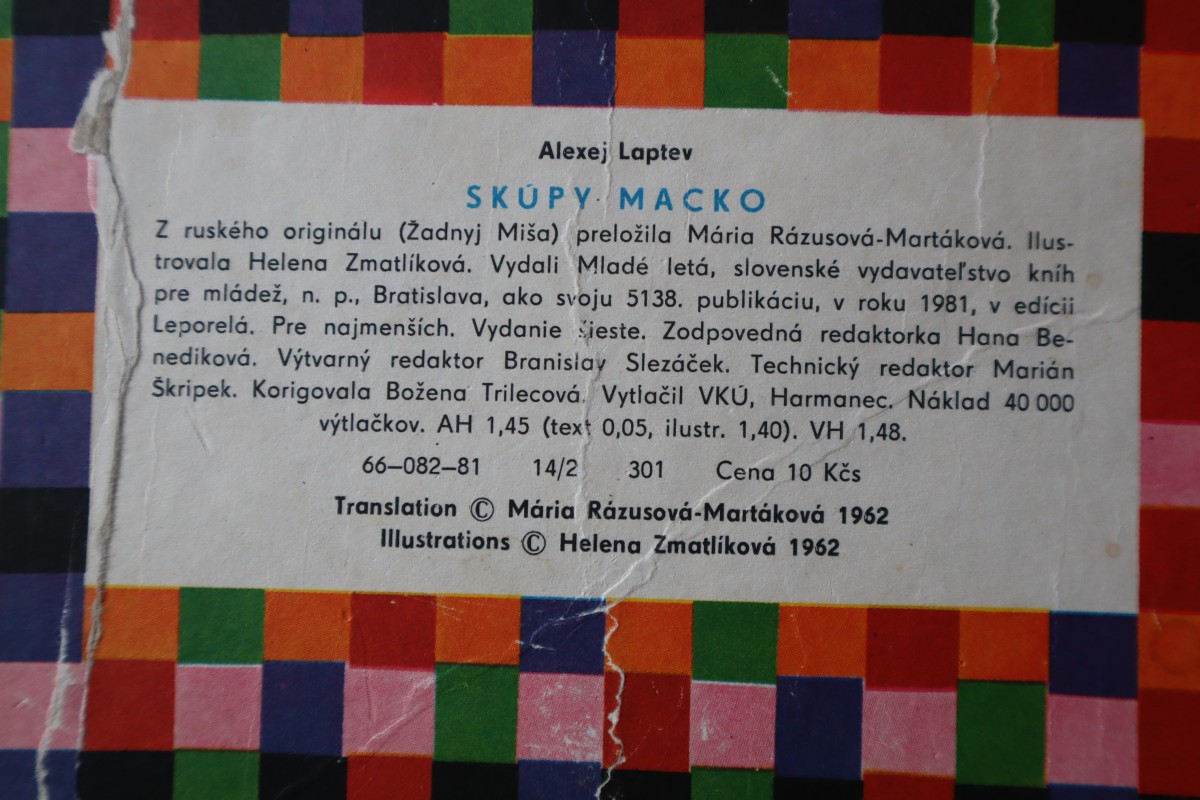 Alexej Laptev
SKÚPY MACKO
Z ruského originálu (Žadnyj Miša) preložila Mária Rázusová-Martáková. Ilus-
trovala Helena Zmatlíková. Vydali Mladé letá, slovenské vydavateľstvo kníh
pre mládež, n. p., Bratislava, ako svoju 5138. publikáciu, v roku 1981, v edícii
Leporelá. Pre najmenších. Vydanie šieste. Zodpovedná redaktorka Hana Be-
nediková. Výtvarný redaktor Branislav Slezáček. Technický redaktor Marián
Škripek. Korigovala Božena Trilecová. Vytlačil VKÚ, Harmanec. Náklad 40 000
výtlačkov. AH 1,45 (text 0,05, ilustr. 1,40). VH 1,48.
66–082–81 14/2 301 Cena 10 Kčs
Translation © Mária Rázusová-Martáková 1962
Illustrations © Helena Zmatlíková 1962